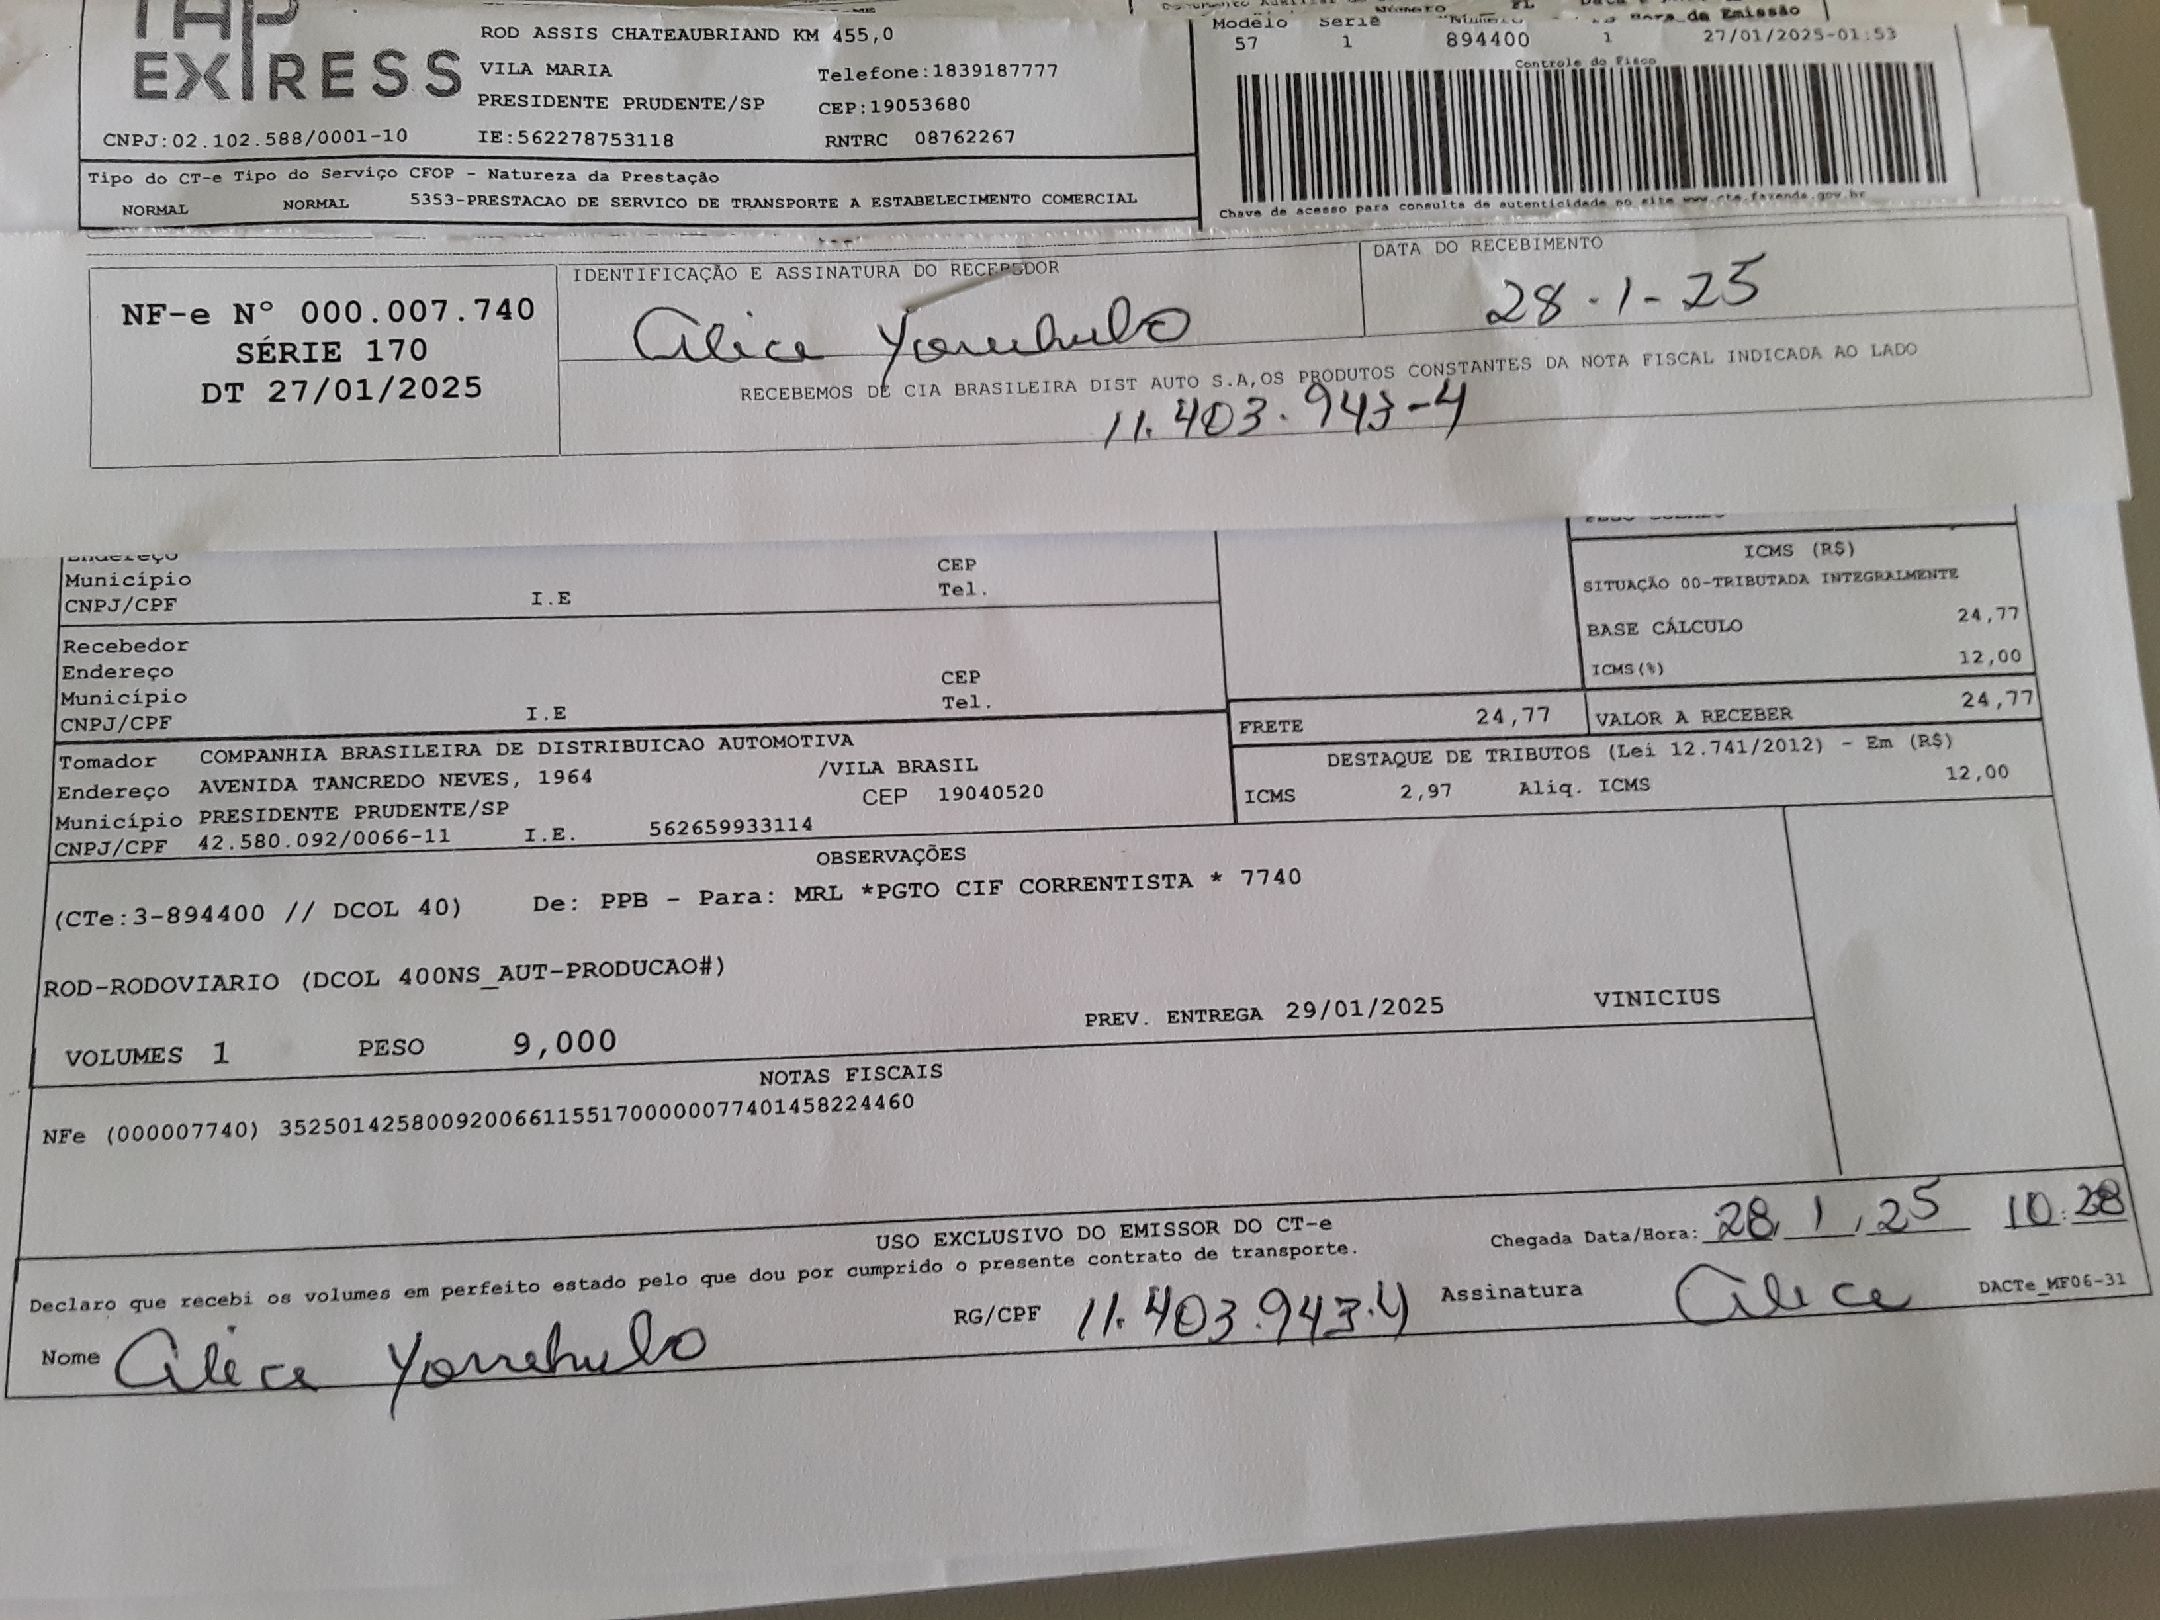 TAP
EXPRESS
ROD ASSIS CHATEAUBRIAND KM 455,0
VILA MARIA Telefone:1839187777
PRESIDENTE PRUDENTE/SP CEP:19053680
CNPJ:02.102.588/0001-10 IE:562278753118 RNTRC 08762267
Tipo do CT-e Tipo do Serviço CFOP - Natureza da Prestação
NORMAL NORMAL 5353-PRESTACAO DE SERVICO DE TRANSPORTE A ESTABELECIMENTO COMERCIAL
Modelo Serie Número FL Hora de Emissão
57 1 894400 1 27/01/2025-01:53
Controle do Fisco
Chave de acesso para consulta de autenticidade no site www.cte.fazenda.gov.br
NF-e Nº 000.007.740
SÉRIE 170
DT 27/01/2025
IDENTIFICAÇÃO E ASSINATURA DO RECEBEDOR
Alice
DATA DO RECEBIMENTO
28-1-25
RECEBEMOS DE CIA BRASILEIRA DIST AUTO S.A,OS PRODUTOS CONSTANTES DA NOTA FISCAL INDICADA AO LADO
11.403.943-4
Endereço
Município CEP
CNPJ/CPF I.E Tel.
Recebedor
Endereço
Município CEP
CNPJ/CPF I.E Tel.
ICMS (R$)
SITUAÇÃO 00-TRIBUTADA INTEGRALMENTE
BASE CÁLCULO 24,77
ICMS(%) 12,00
FRETE 24,77 VALOR A RECEBER 24,77
DESTAQUE DE TRIBUTOS (Lei 12.741/2012) - Em (R$)
ICMS 2,97 Aliq. ICMS 12,00
Tomador COMPANHIA BRASILEIRA DE DISTRIBUICAO AUTOMOTIVA
Endereço AVENIDA TANCREDO NEVES, 1964 /VILA BRASIL
Município PRESIDENTE PRUDENTE/SP CEP 19040520
CNPJ/CPF 42.580.092/0066-11 I.E. 562659933114
OBSERVAÇÕES
(CTe:3-894400 // DCOL 40) De: PPB - Para: MRL *PGTO CIF CORRENTISTA * 7740
ROD-RODOVIARIO (DCOL 400NS_AUT-PRODUCAO#)
VOLUMES 1 PESO 9,000 PREV. ENTREGA 29/01/2025 VINICIUS
NOTAS FISCAIS
NFe (000007740) 35250142580092006611551700000077401458224460
USO EXCLUSIVO DO EMISSOR DO CT-e
Declaro que recebi os volumes em perfeito estado pelo que dou por cumprido o presente contrato de transporte.
Chegada Data/Hora: 28/1/25 10:28
Nome Alice
RG/CPF 11.403.943.4 Assinatura Alice
DACTe_MF06-31